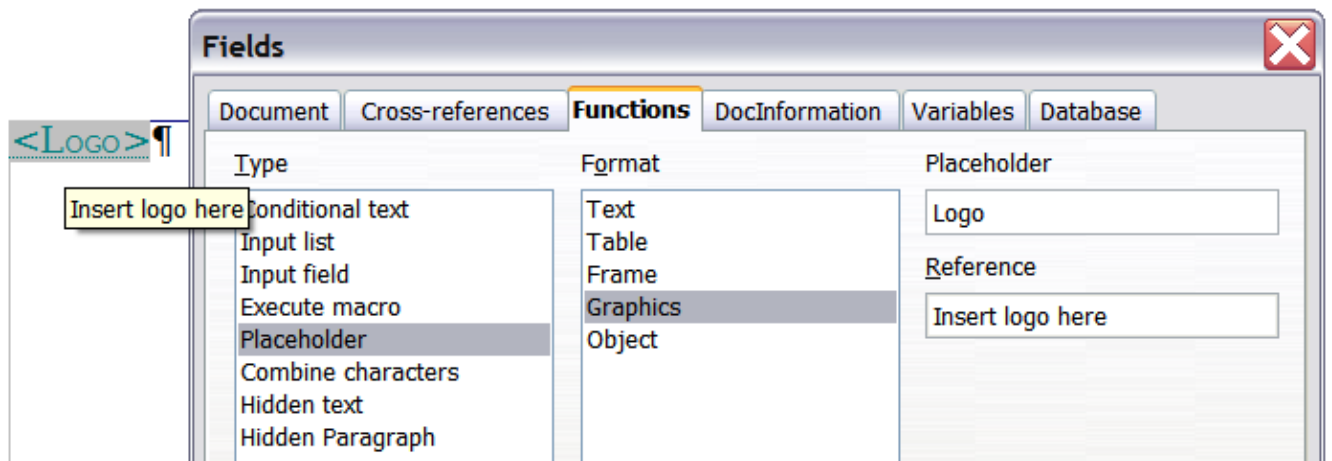 Fields
Document Cross-references Functions DocInformation Variables Database
<Logo>¶
Type Format Placeholder
Insert logo here
Conditional text Text Logo
Input list Table
Input field Frame Reference
Execute macro Graphics Insert logo here
Placeholder Object
Combine characters
Hidden text
Hidden Paragraph